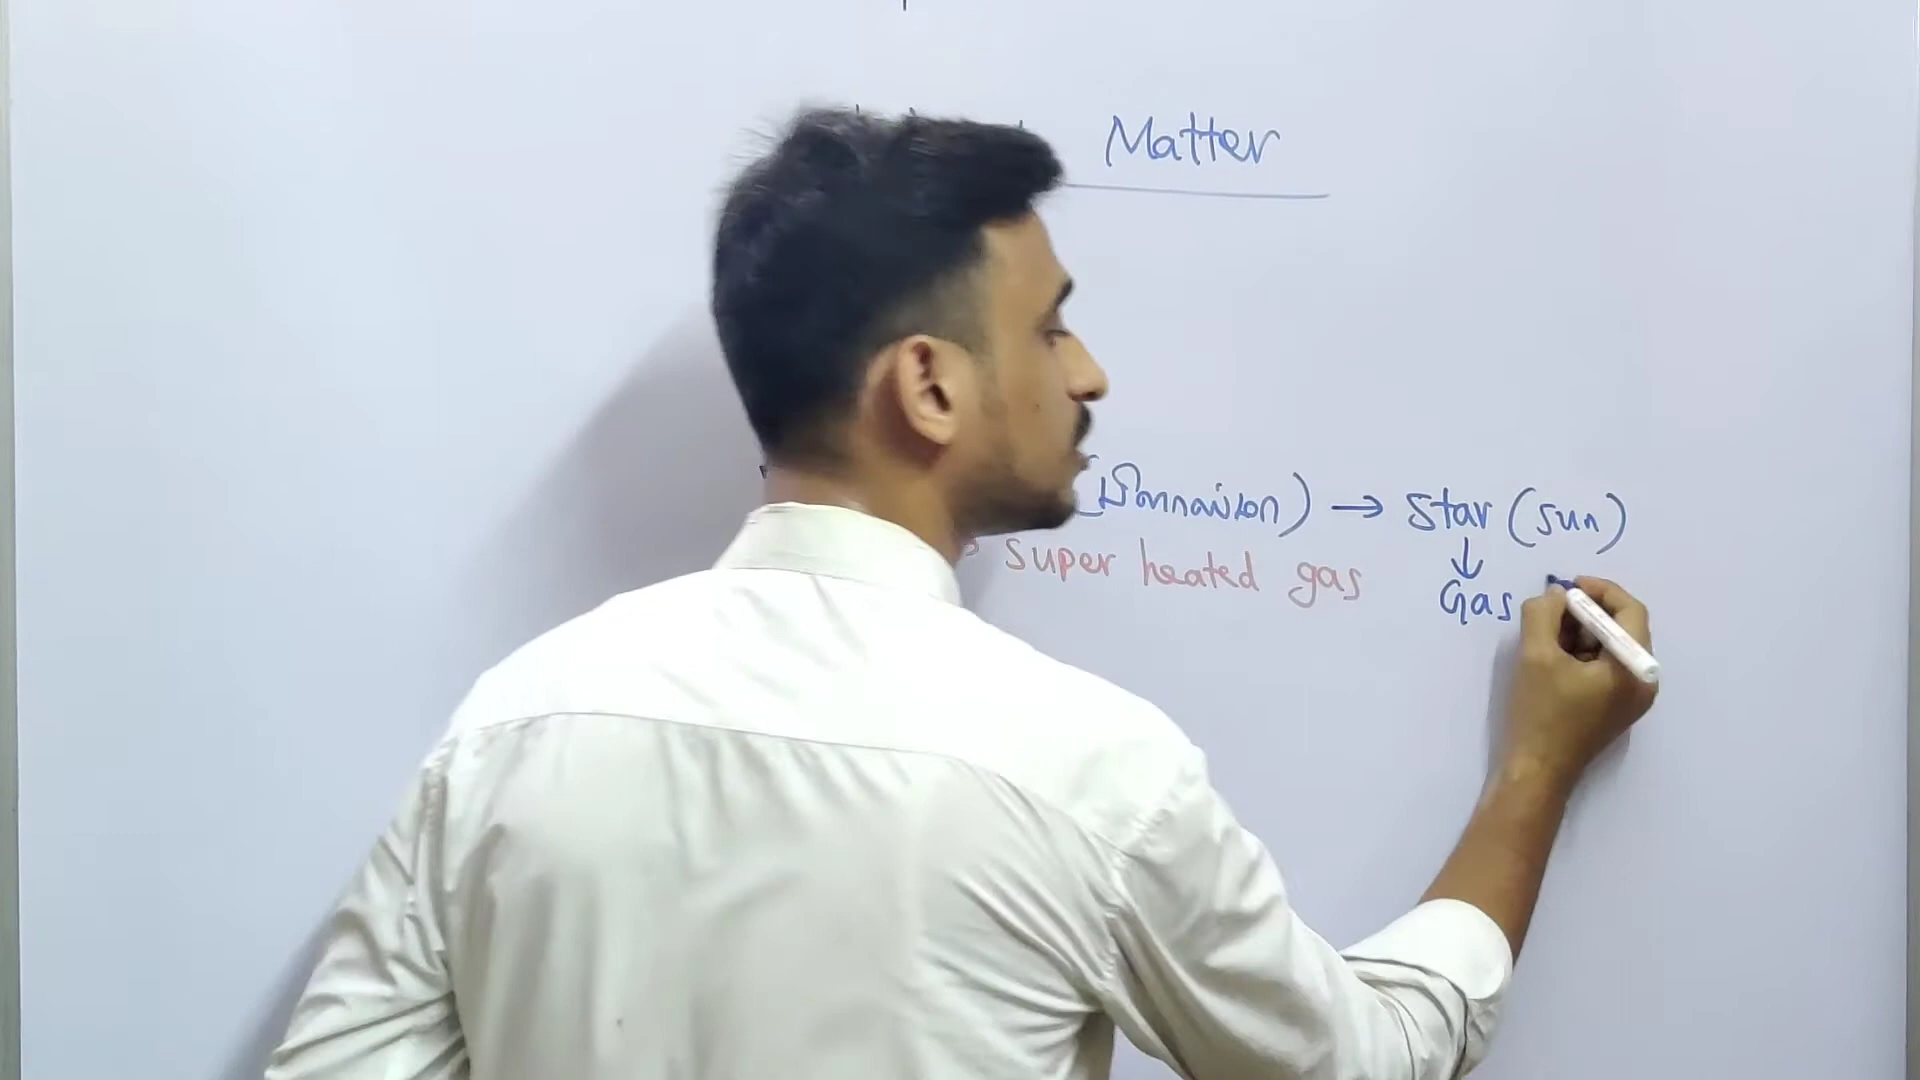 Matter
→ star (sun)
super heated gas
↓
Gas